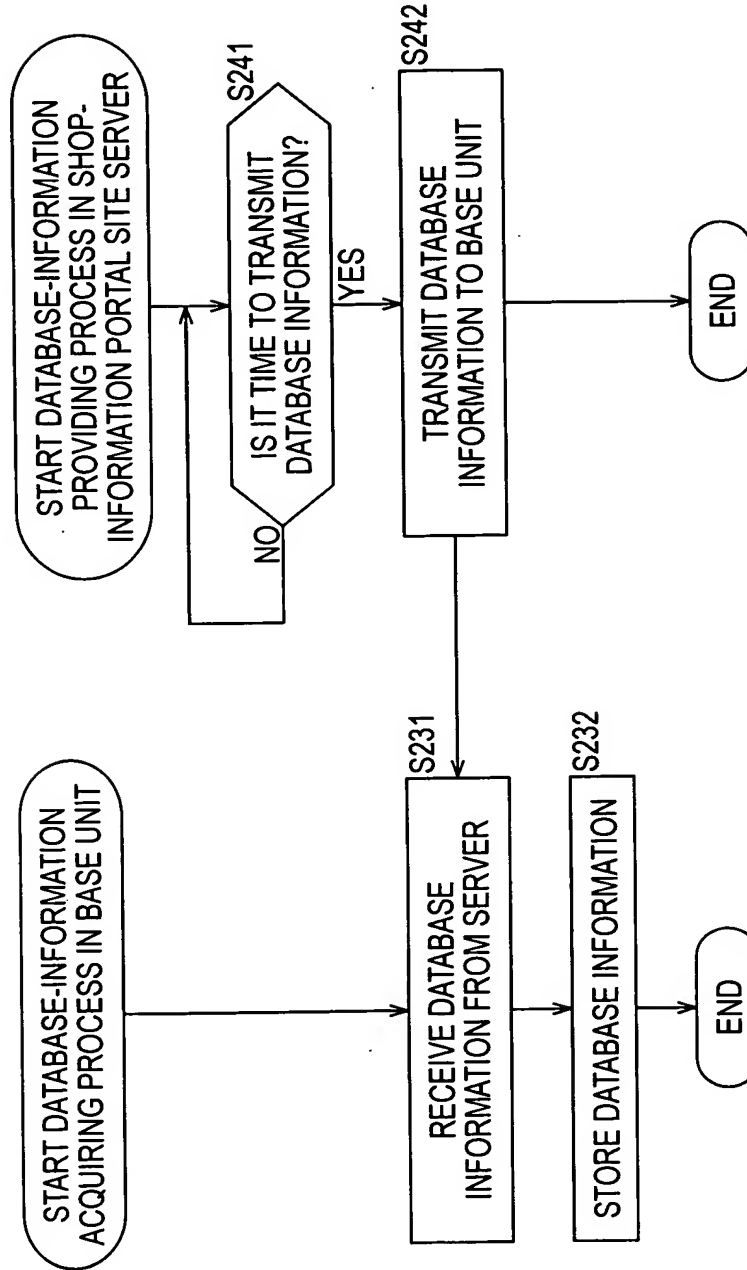 START DATABASE-INFORMATION
ACQUIRING PROCESS IN BASE UNIT
S231
RECEIVE DATABASE
INFORMATION FROM SERVER
S232
STORE DATABASE INFORMATION
END
START DATABASE-INFORMATION
PROVIDING PROCESS IN SHOP-
INFORMATION PORTAL SITE SERVER
S241
IS IT TIME TO TRANSMIT
DATABASE INFORMATION?
NO
YES
S242
TRANSMIT DATABASE
INFORMATION TO BASE UNIT
END